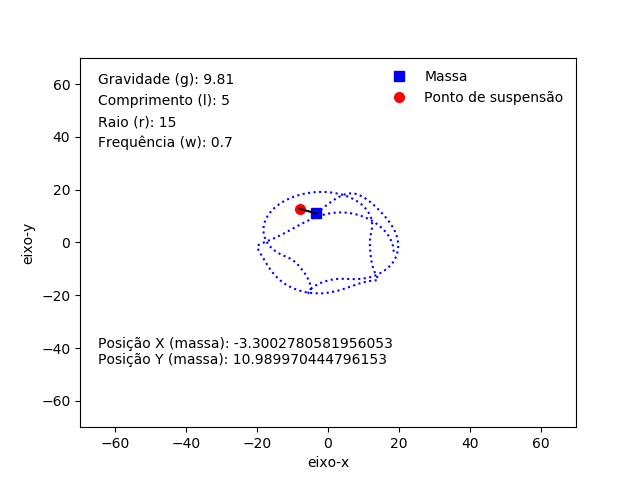 Gravidade (g): 9.81
Comprimento (l): 5
Raio (r): 15
Frequência (w): 0.7
Massa
Ponto de suspensão
Posição X (massa): -3.3002780581956053
Posição Y (massa): 10.989970444796153
60
40
20
0
−20
−40
−60
eixo-y
−60
−40
−20
0
20
40
60
eixo-x